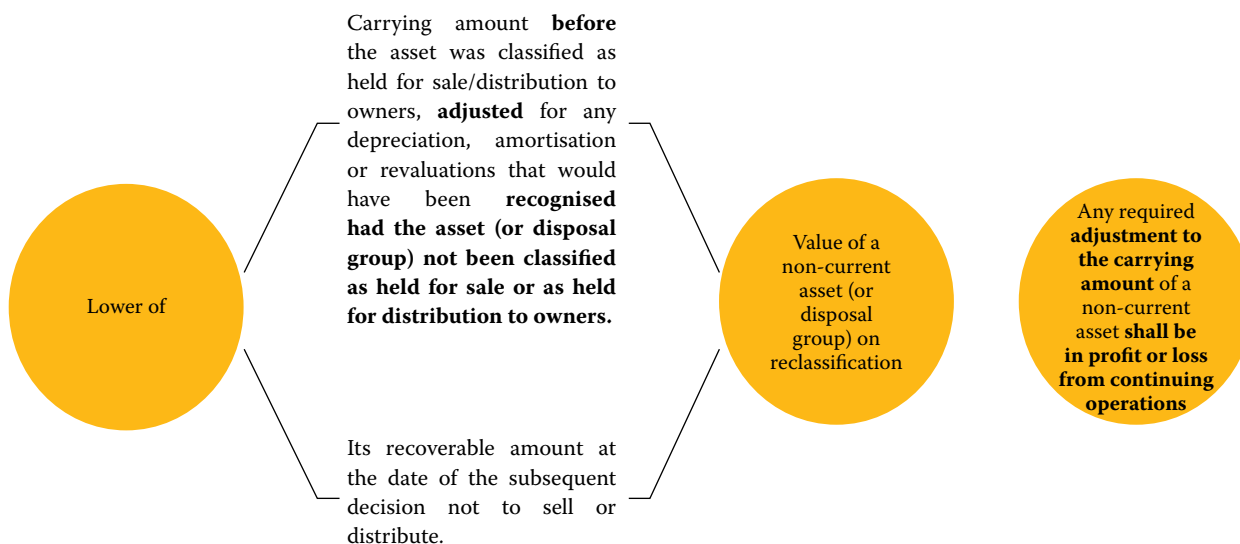 Lower of
Carrying amount before
the asset was classified as
held for sale/distribution to
owners, adjusted for any
depreciation, amortisation
or revaluations that would
have been recognised
had the asset (or disposal
group) not been classified
as held for sale or as held
for distribution to owners.
Its recoverable amount at
the date of the subsequent
decision not to sell or
distribute.
Value of a
non-current
asset (or
disposal
group) on
reclassification
Any required
adjustment to
the carrying
amount of a
non-current
asset shall be
in profit or loss
from continuing
operations